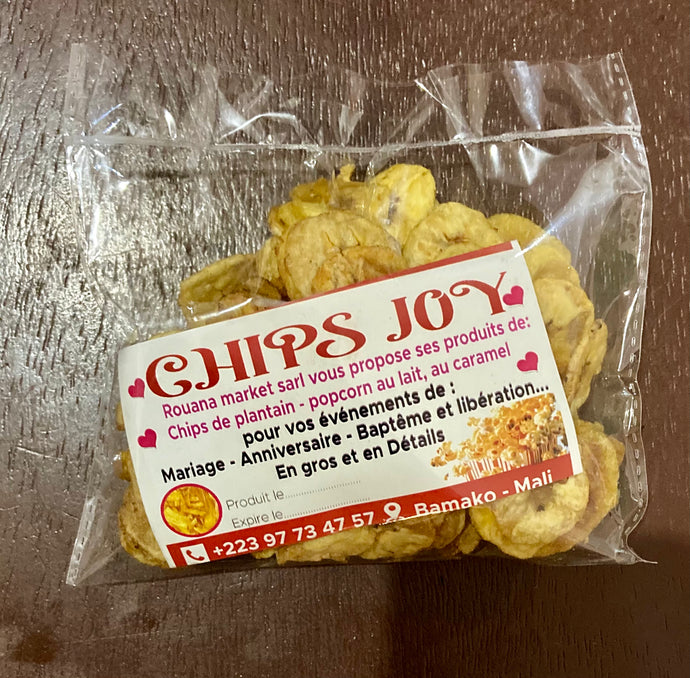 CHIPS JOY
Rouana market sarl vous propose ses produits de:
Chips de plantain - popcorn au lait, au caramel
pour vos événements de :
Mariage - Anniversaire - Baptême et libération...
En gros et en Détails
Produit le........................
Expire le..........................
+223 97 73 47 57 Bamako - Mali